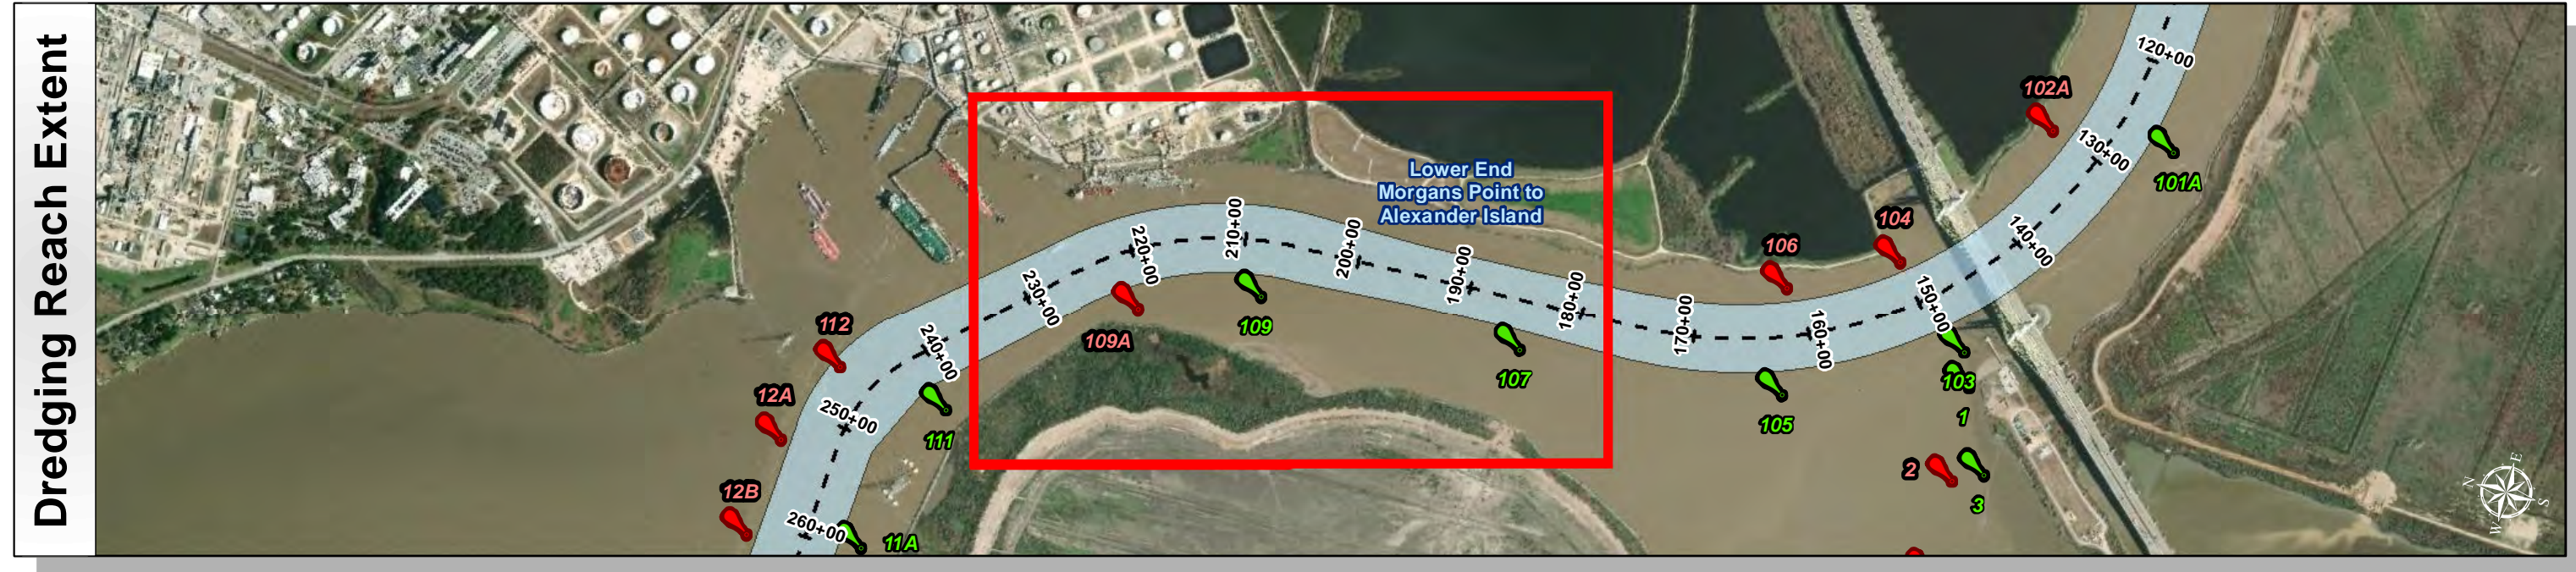 Dredging Reach Extent
Lower End
Morgans Point to
Alexander Island
120+00
130+00
140+00
150+00
160+00
170+00
180+00
190+00
200+00
210+00
220+00
230+00
240+00
250+00
260+00
102A
101A
104
106
103
1
105
2
3
107
109
109A
112
111
12A
12B
11A
N
E
S
W